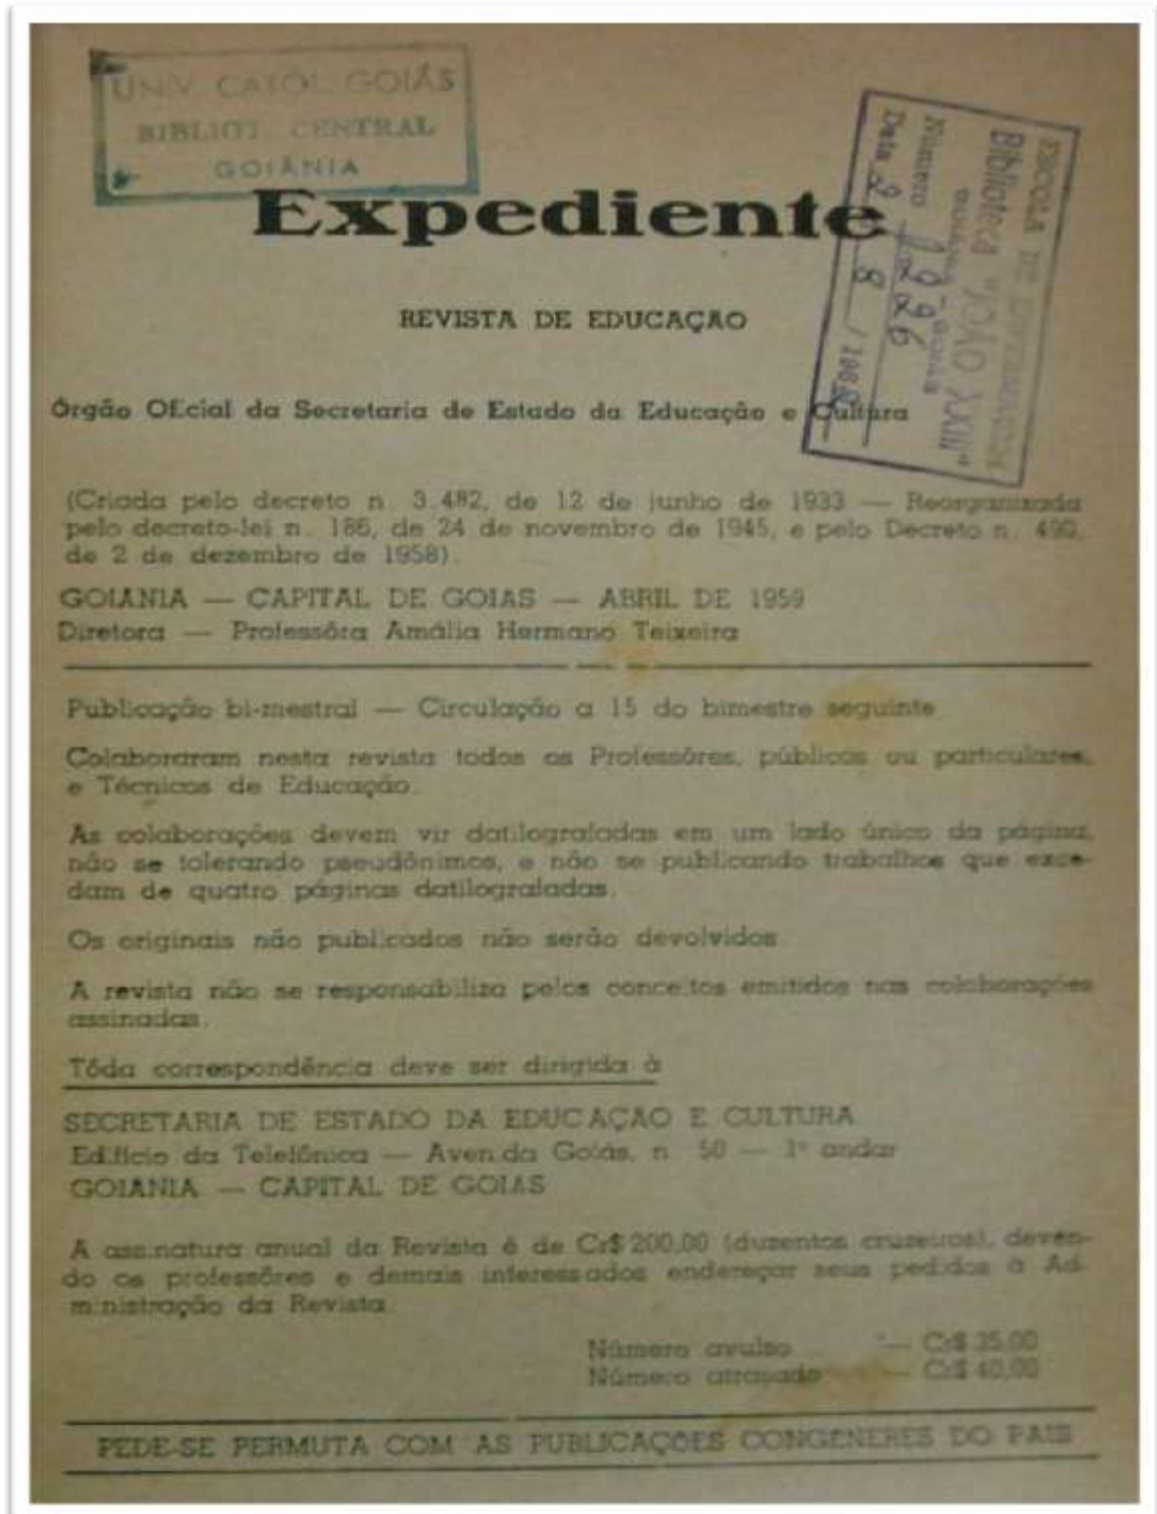 UNIV. CATOL. GOIÁS
BIBLIOT. CENTRAL
GOIÂNIA
Expediente
Biblioteca "JOÃO XXIII"
Número
Data 2 8
REVISTA DE EDUCAÇÃO
Órgão Oficial da Secretaria de Estado da Educação e Cultura
(Criada pelo decreto n. 3.482, de 12 de junho de 1933 — Reorganizada
pelo decreto-lei n. 186, de 24 de novembro de 1945, e pelo Decreto n. 490,
de 2 de dezembro de 1958).
GOIANIA — CAPITAL DE GOIAS — ABRIL DE 1959
Diretora — Professôra Amália Hermano Teixeira
Publicação bi-mestral — Circulação a 15 do bimestre seguinte
Colaboraram nesta revista todos os Professôres, públicos ou particulares,
e Técnicos de Educação.
As colaborações devem vir datilografadas em um lado único da página,
não se tolerando pseudônimos, e não se publicando trabalhos que exce-
dam de quatro páginas datilografadas.
Os originais não publicados não serão devolvidos.
A revista não se responsabiliza pelos conceitos emitidos nas colaborações
assinadas.
Tôda correspondência deve ser dirigida à
SECRETARIA DE ESTADO DA EDUCAÇÃO E CULTURA
Edifício da Telefônica — Avenida Goiás, n. 50 — 1º andar
GOIANIA — CAPITAL DE GOIAS
A assinatura anual da Revista é de Cr$ 200,00 (duzentos cruzeiros), deven-
do os professôres e demais interessados endereçar seus pedidos à Ad-
ministração da Revista.
Número avulso — Cr$ 35,00
Número atrasado — Cr$ 40,00
PEDE-SE PERMUTA COM AS PUBLICAÇÕES CONGENERES DO PAIS